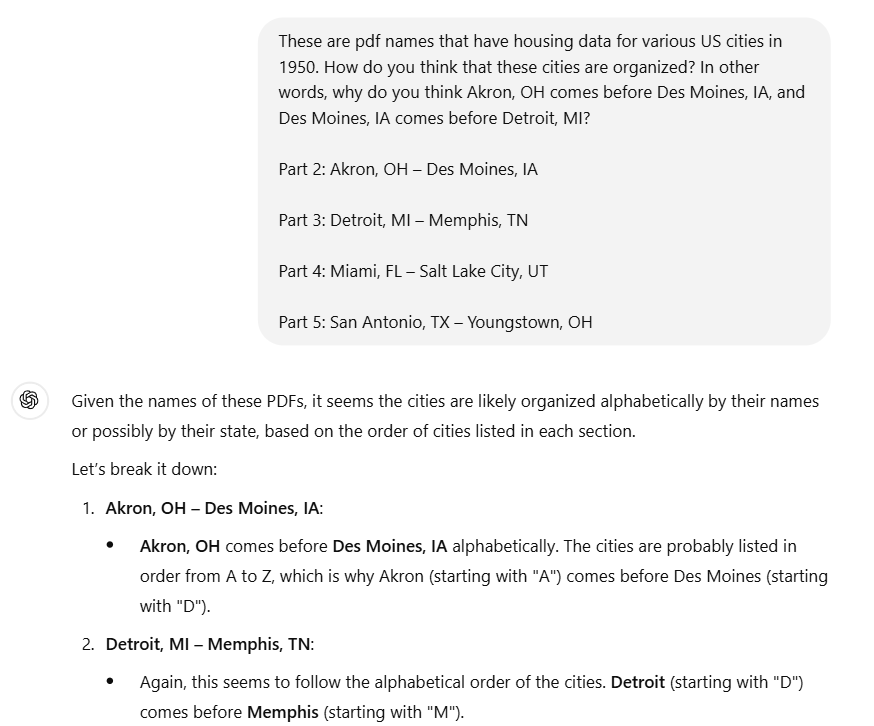 These are pdf names that have housing data for various US cities in
1950. How do you think that these cities are organized? In other
words, why do you think Akron, OH comes before Des Moines, IA, and
Des Moines, IA comes before Detroit, MI?
Part 2: Akron, OH – Des Moines, IA
Part 3: Detroit, MI – Memphis, TN
Part 4: Miami, FL – Salt Lake City, UT
Part 5: San Antonio, TX – Youngstown, OH
Given the names of these PDFs, it seems the cities are likely organized alphabetically by their names
or possibly by their state, based on the order of cities listed in each section.
Let's break it down:
1. Akron, OH – Des Moines, IA:
• Akron, OH comes before Des Moines, IA alphabetically. The cities are probably listed in
order from A to Z, which is why Akron (starting with "A") comes before Des Moines (starting
with "D").
2. Detroit, MI – Memphis, TN:
• Again, this seems to follow the alphabetical order of the cities. Detroit (starting with "D")
comes before Memphis (starting with "M").